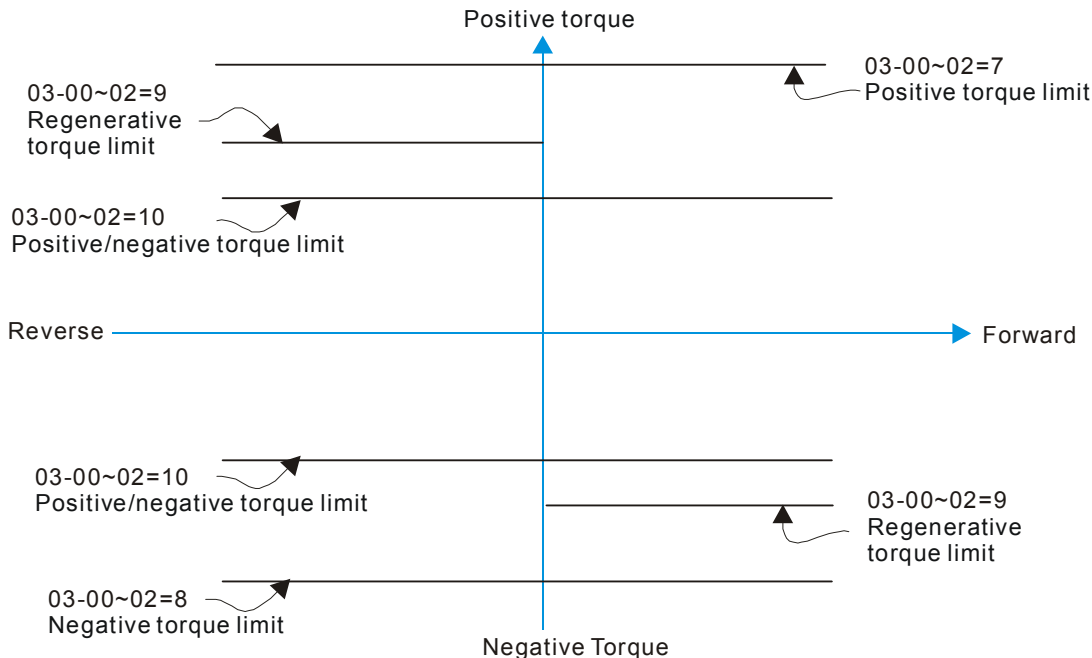 Positive torque
03-00~02=7
Positive torque limit
03-00~02=9
Regenerative
torque limit
03-00~02=10
Positive/negative torque limit
Reverse
Forward
03-00~02=10
Positive/negative torque limit
03-00~02=9
Regenerative
torque limit
03-00~02=8
Negative torque limit
Negative Torque